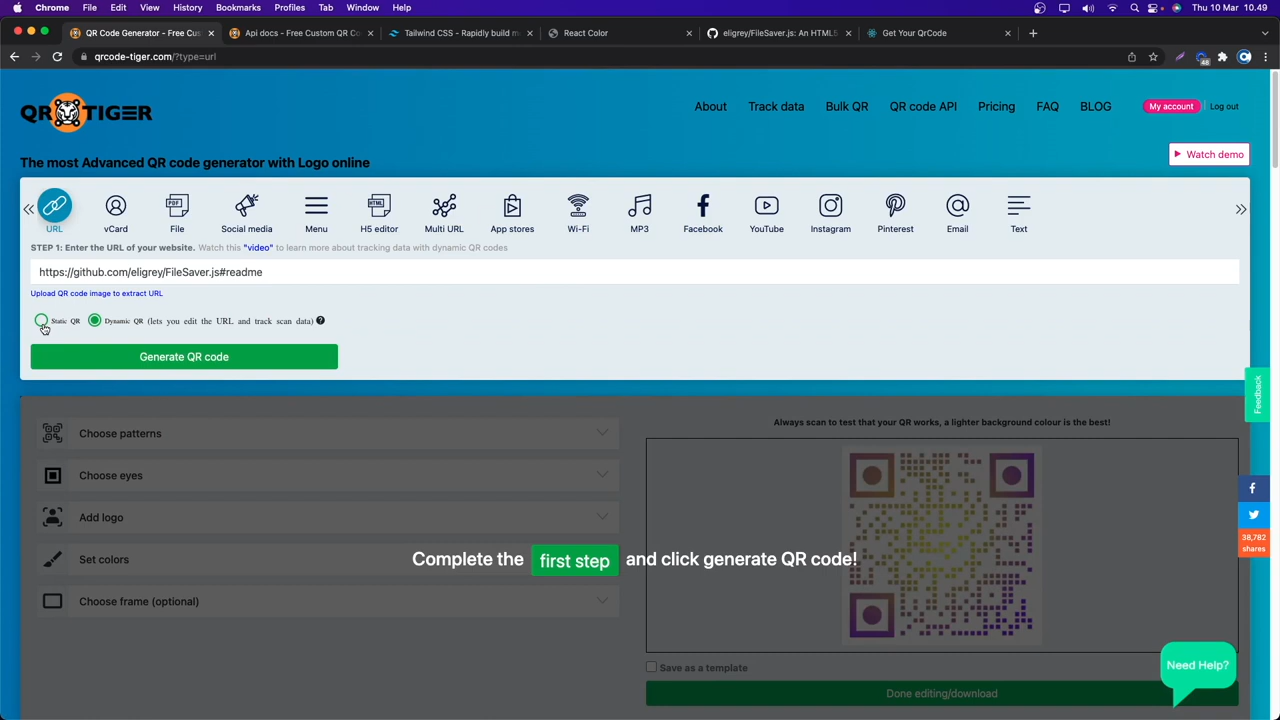 Chrome File Edit View History Bookmarks Profiles Tab Window Help Thu 10 Mar 10.49
QR Code Generator - Free Cus Api docs - Free Custom QR Co Tailwind CSS - Rapidly build m React Color eligrey/FileSaver.js: An HTML5 Get Your QrCode
qrcode-tiger.com/?type=url 48
QR TIGER
About Track data Bulk QR QR code API Pricing FAQ BLOG My account Log out
The most Advanced QR code generator with Logo online
Watch demo
URL vCard File Social media Menu H5 editor Multi URL App stores Wi-Fi MP3 Facebook YouTube Instagram Pinterest Email Text
STEP 1: Enter the URL of your website. Watch this "video" to learn more about tracking data with dynamic QR codes
https://github.com/eligrey/FileSaver.js#readme
Upload QR code image to extract URL
Static QR Dynamic QR (lets you edit the URL and track scan data)
Generate QR code
Feedback
Choose patterns
Choose eyes
Add logo
Set colors
Choose frame (optional)
Always scan to test that your QR works, a lighter background colour is the best!
Complete the first step and click generate QR code!
38,782
shares
Save as a template
Done editing/download
Need Help?